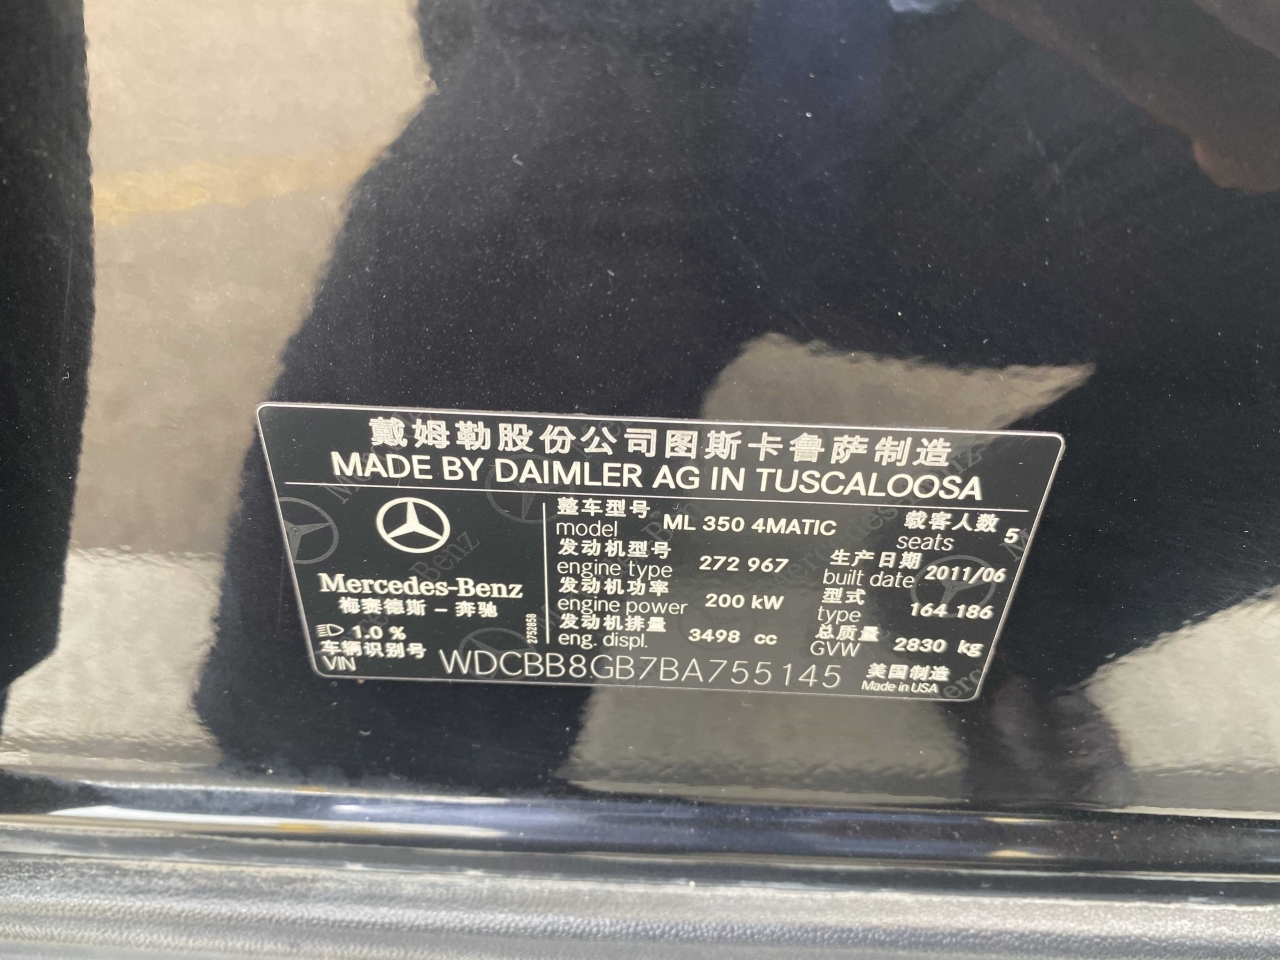 戴姆勒股份公司图斯卡鲁萨制造
MADE BY DAIMLER AG IN TUSCALOOSA
Mercedes-Benz
梅赛德斯 - 奔驰
整车型号
model
ML 350 4MATIC
载客人数
seats
5
发动机型号
engine type
272 967
生产日期
built date
2011/06
发动机功率
engine power
200 kW
型式
type
164 186
发动机排量
eng. displ.
3498 cc
总质量
GVW
2830 kg
2752858
1.0 %
车辆识别号
VIN
WDCBB8GB7BA755145
美国制造
Made in USA